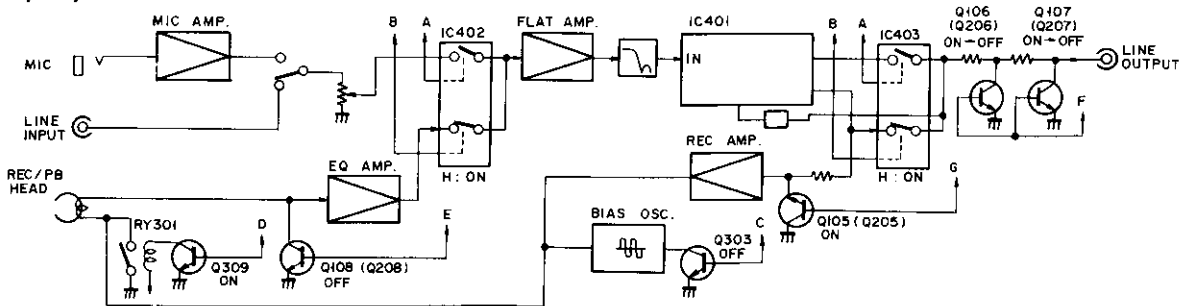 MIC AMP.
FLAT AMP.
IC401
Q106
(Q206)
ON→OFF
Q107
(Q207)
ON→OFF
B
A
IC402
B
A
IC403
LINE
OUTPUT
MIC
IN
LINE
INPUT
F
REC/PB
HEAD
EQ AMP.
H: ON
REC AMP.
H: ON
G
RY301
D
E
BIAS OSC.
C
Q105 (Q205)
ON
Q309
ON
Q108 (Q208)
OFF
Q303
OFF